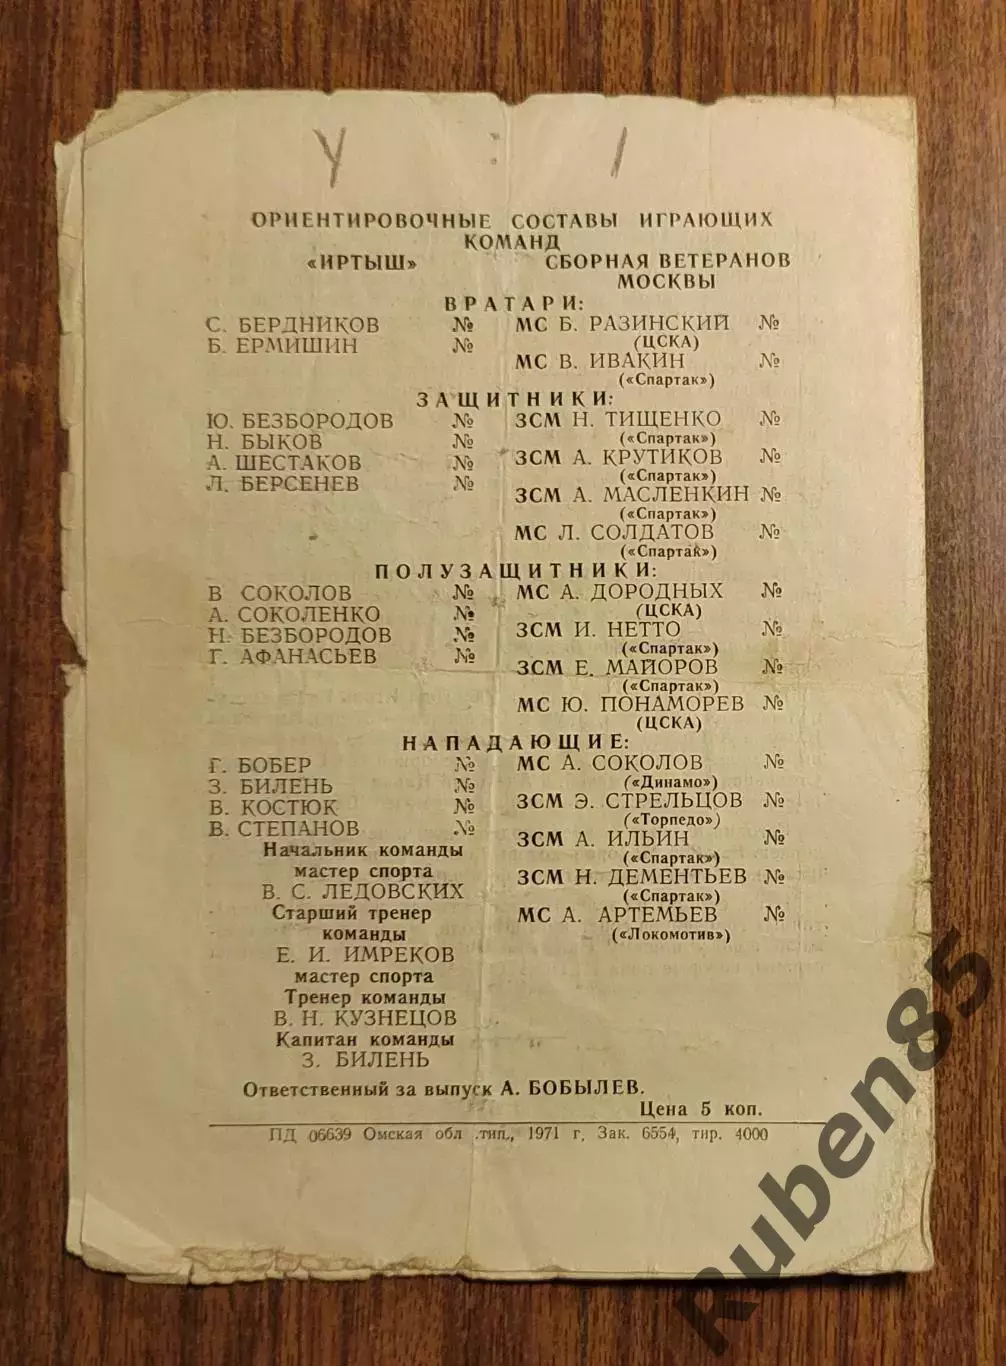 У : 1
ОРИЕНТИРОВОЧНЫЕ СОСТАВЫ ИГРАЮЩИХ
КОМАНД
«ИРТЫШ» СБОРНАЯ ВЕТЕРАНОВ
МОСКВЫ
ВРАТАРИ:
С. БЕРДНИКОВ № МС Б. РАЗИНСКИЙ №
(ЦСКА)
Б. ЕРМИШИН №
МС В. ИВАКИН №
(«Спартак»)
ЗАЩИТНИКИ:
Ю. БЕЗБОРОДОВ № ЗСМ Н. ТИЩЕНКО №
(«Спартак»)
Н. БЫКОВ №
А. ШЕСТАКОВ № ЗСМ А. КРУТИКОВ №
(«Спартак»)
Л. БЕРСЕНЕВ №
ЗСМ А. МАСЛЕНКИН №
(«Спартак»)
МС Л. СОЛДАТОВ №
(«Спартак»)
ПОЛУЗАЩИТНИКИ:
В СОКОЛОВ № МС А. ДОРОДНЫХ №
(ЦСКА)
А. СОКОЛЕНКО №
Н. БЕЗБОРОДОВ № ЗСМ И. НЕТТО №
(«Спартак»)
Г. АФАНАСЬЕВ №
ЗСМ Е. МАЙОРОВ №
(«Спартак»)
МС Ю. ПОНАМОРЕВ №
(ЦСКА)
НАПАДАЮЩИЕ:
Г. БОБЕР № МС А. СОКОЛОВ №
(«Динамо»)
З. БИЛЕНЬ №
В. КОСТЮК № ЗСМ Э. СТРЕЛЬЦОВ №
(«Торпедо»)
В. СТЕПАНОВ №
ЗСМ А. ИЛЬИН №
(«Спартак»)
ЗСМ Н. ДЕМЕНТЬЕВ №
(«Спартак»)
МС А. АРТЕМЬЕВ №
(«Локомотив»)
Начальник команды
мастер спорта
В. С. ЛЕДОВСКИХ
Старший тренер
команды
Е. И. ИМРЕКОВ
мастер спорта
Тренер команды
В. Н. КУЗНЕЦОВ
Капитан команды
З. БИЛЕНЬ
Ответственный за выпуск А. БОБЫЛЕВ.
Цена 5 коп.
ПД 06639 Омская обл .тип., 1971 г, Зак. 6554, тир. 4000
Ruben85